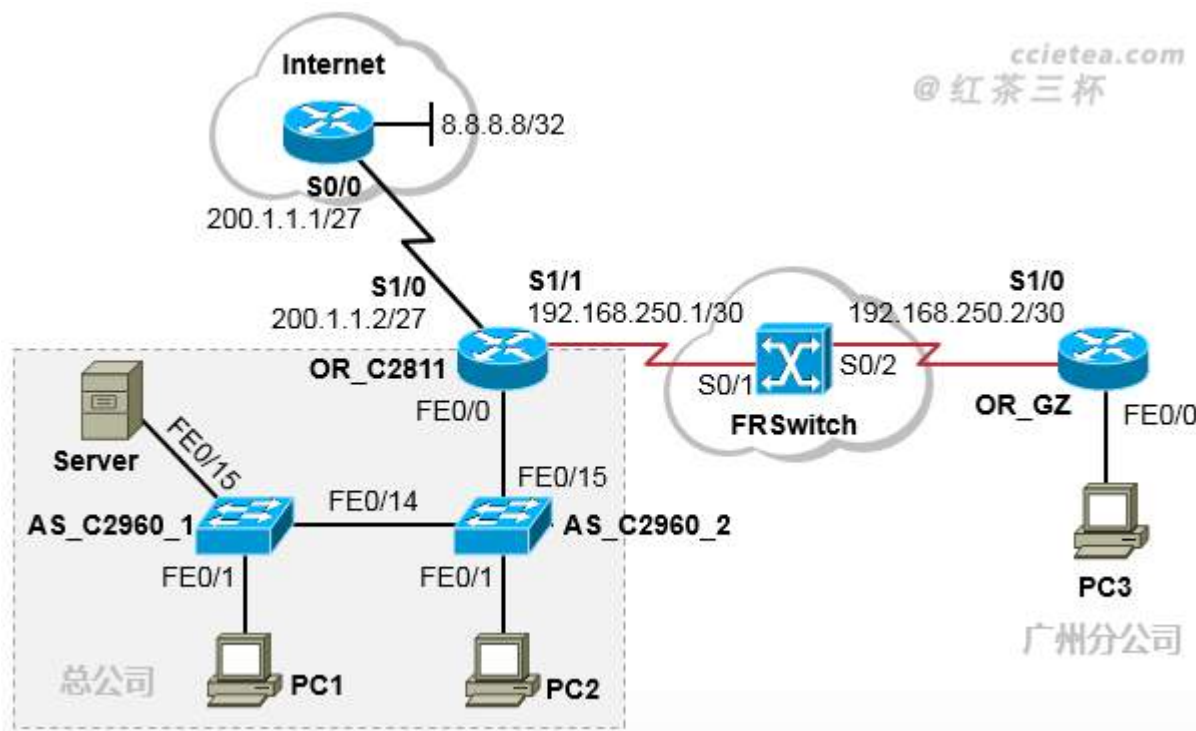 ccietea.com
@红茶三杯
Internet
8.8.8.8/32
S0/0
200.1.1.1/27
S1/0
200.1.1.2/27
S1/1
192.168.250.1/30
S1/0
192.168.250.2/30
OR_C2811
S0/1
S0/2
OR_GZ
FRSwitch
FE0/0
FE0/0
Server
FE0/15
FE0/15
FE0/14
AS_C2960_1
AS_C2960_2
FE0/1
FE0/1
PC3
总公司
PC1
PC2
广州分公司